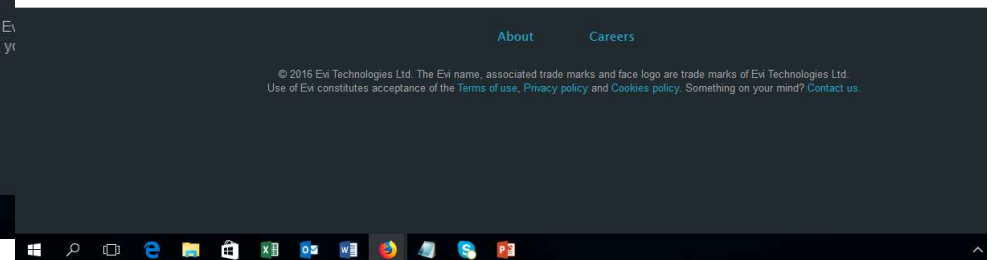 Ev
yo
About Careers
© 2016 Evi Technologies Ltd. The Evi name, associated trade marks and face logo are trade marks of Evi Technologies Ltd.
Use of Evi constitutes acceptance of the Terms of use, Privacy policy and Cookies policy. Something on your mind? Contact us.